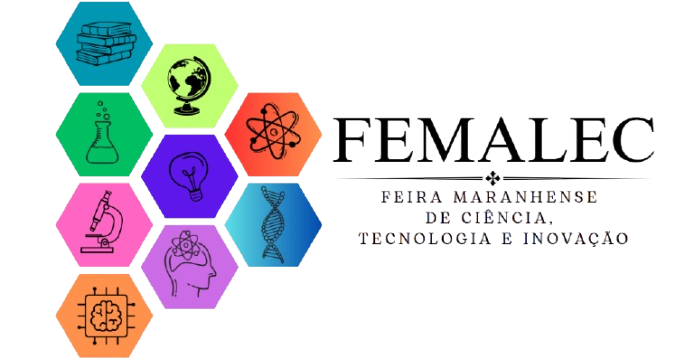 FEMALEC
FEIRA MARANHENSE
DE CIÊNCIA,
TECNOLOGIA E INOVAÇÃO